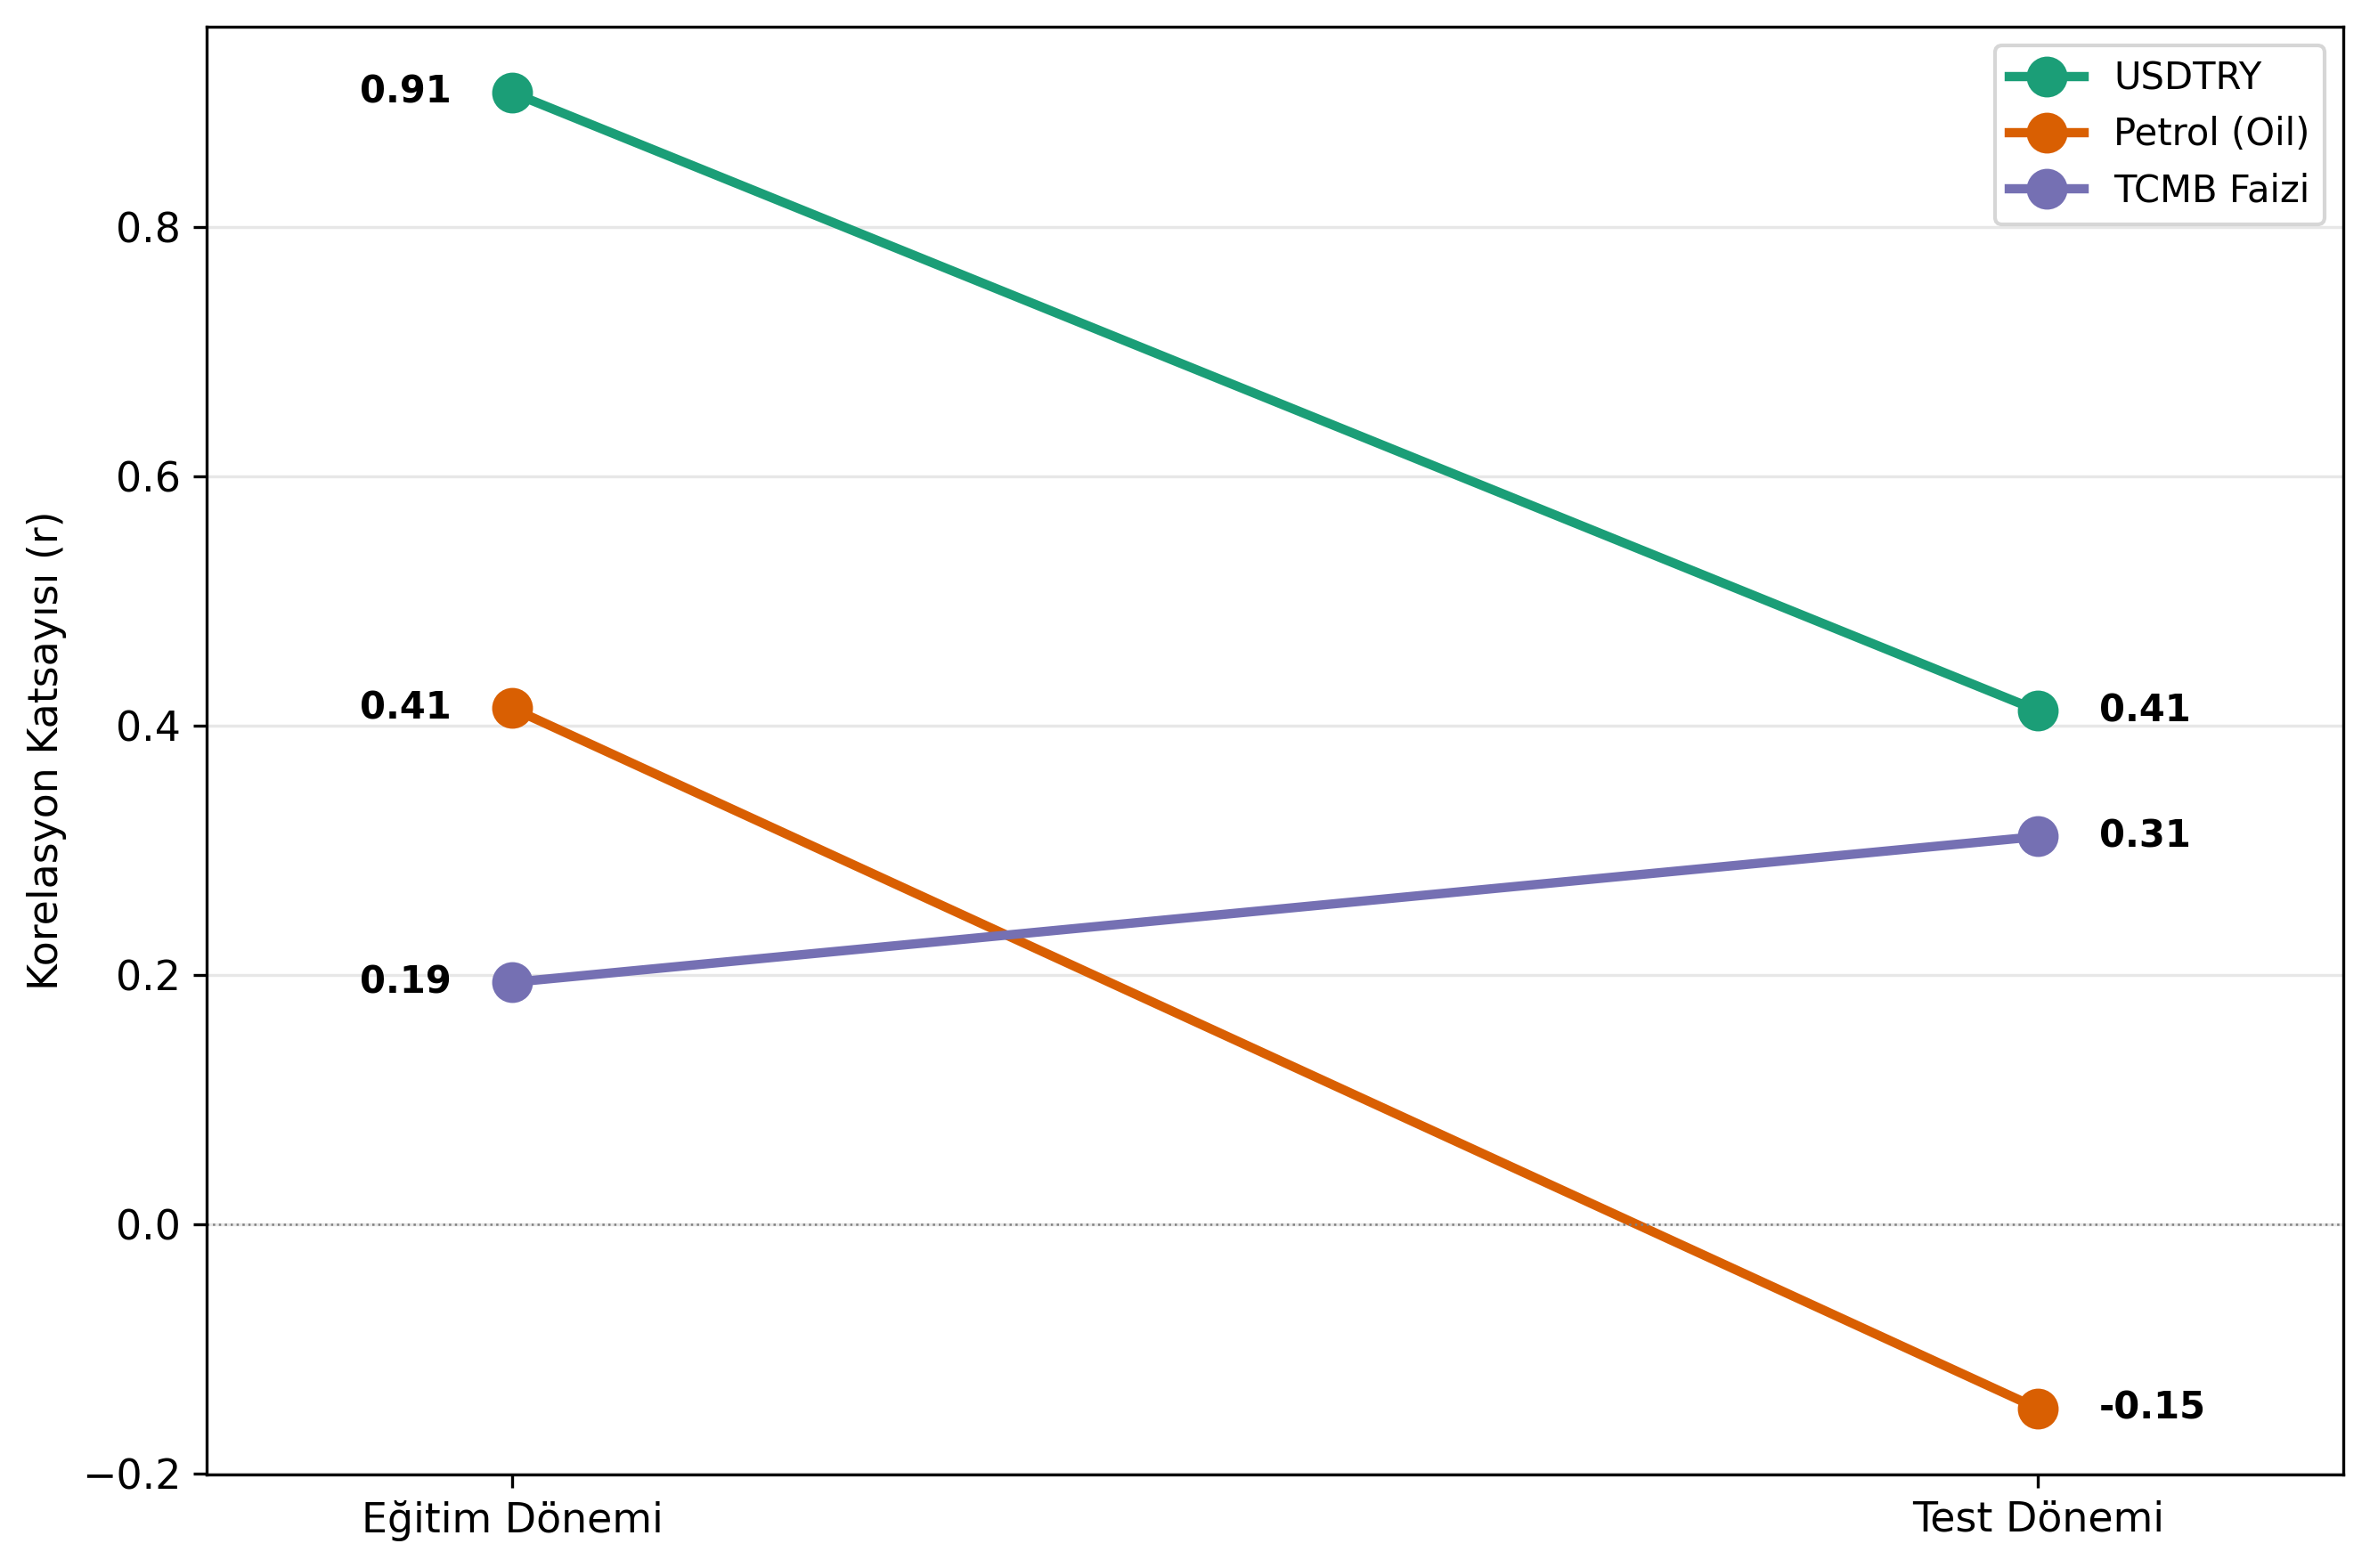 USDTRY
Petrol (Oil)
TCMB Faizi
Korelasyon Katsayısı (r)
0.8
0.6
0.4
0.2
0.0
−0.2
0.91
0.41
0.19
0.41
0.31
-0.15
Eğitim Dönemi
Test Dönemi